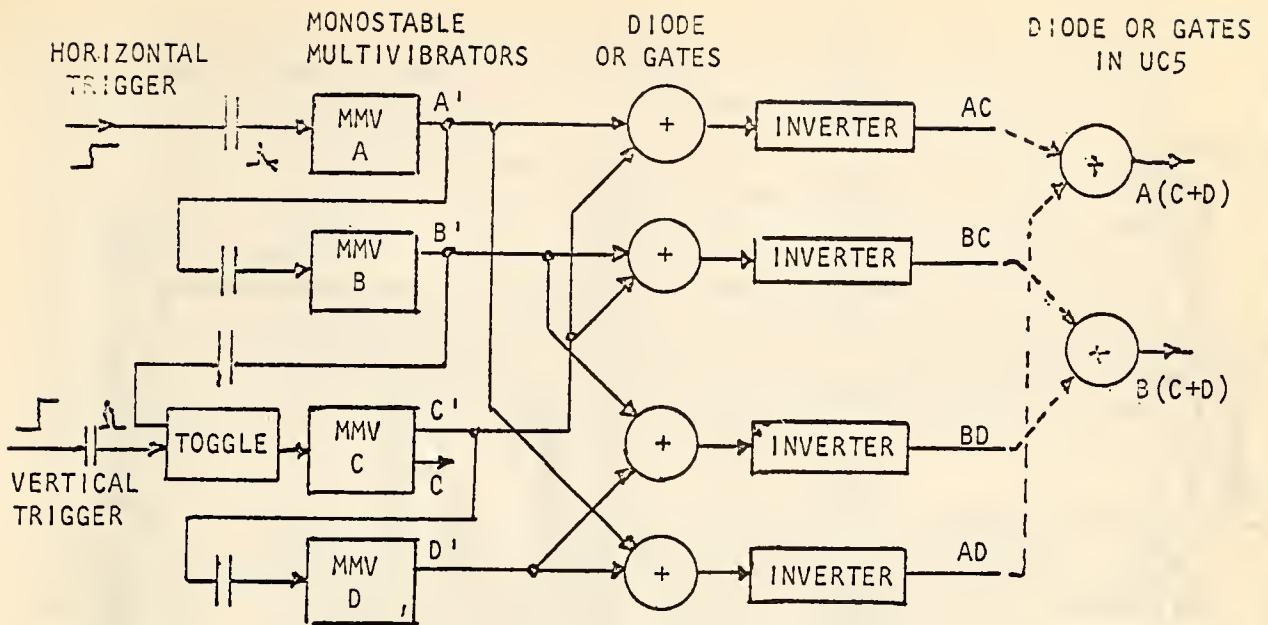 HORIZONTAL
TRIGGER
MONOSTABLE
MULTIVIBRATORS
DIODE
OR GATES
DIODE OR GATES
IN UC5
MMV
A
A'
+
INVERTER
AC
+
A(C+D)
MMV
B
B'
+
INVERTER
BC
+
B(C+D)
VERTICAL
TRIGGER
TOGGLE
MMV
C
C'
C
+
INVERTER
BD
MMV
D
D'
+
INVERTER
AD